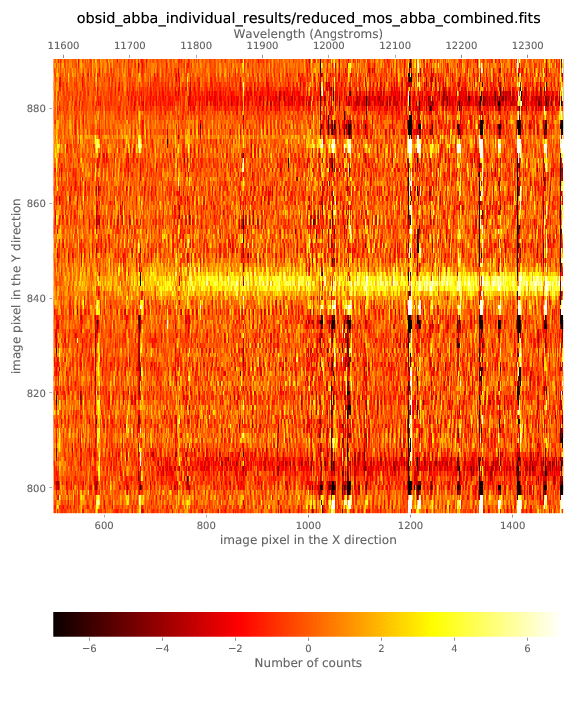 obsid_abba_individual_results/reduced_mos_abba_combined.fits
Wavelength (Angstroms)
11600 11700 11800 11900 12000 12100 12200 12300
880
860
840
820
800
image pixel in the Y direction
600 800 1000 1200 1400
image pixel in the X direction
−6 −4 −2 0 2 4 6
Number of counts